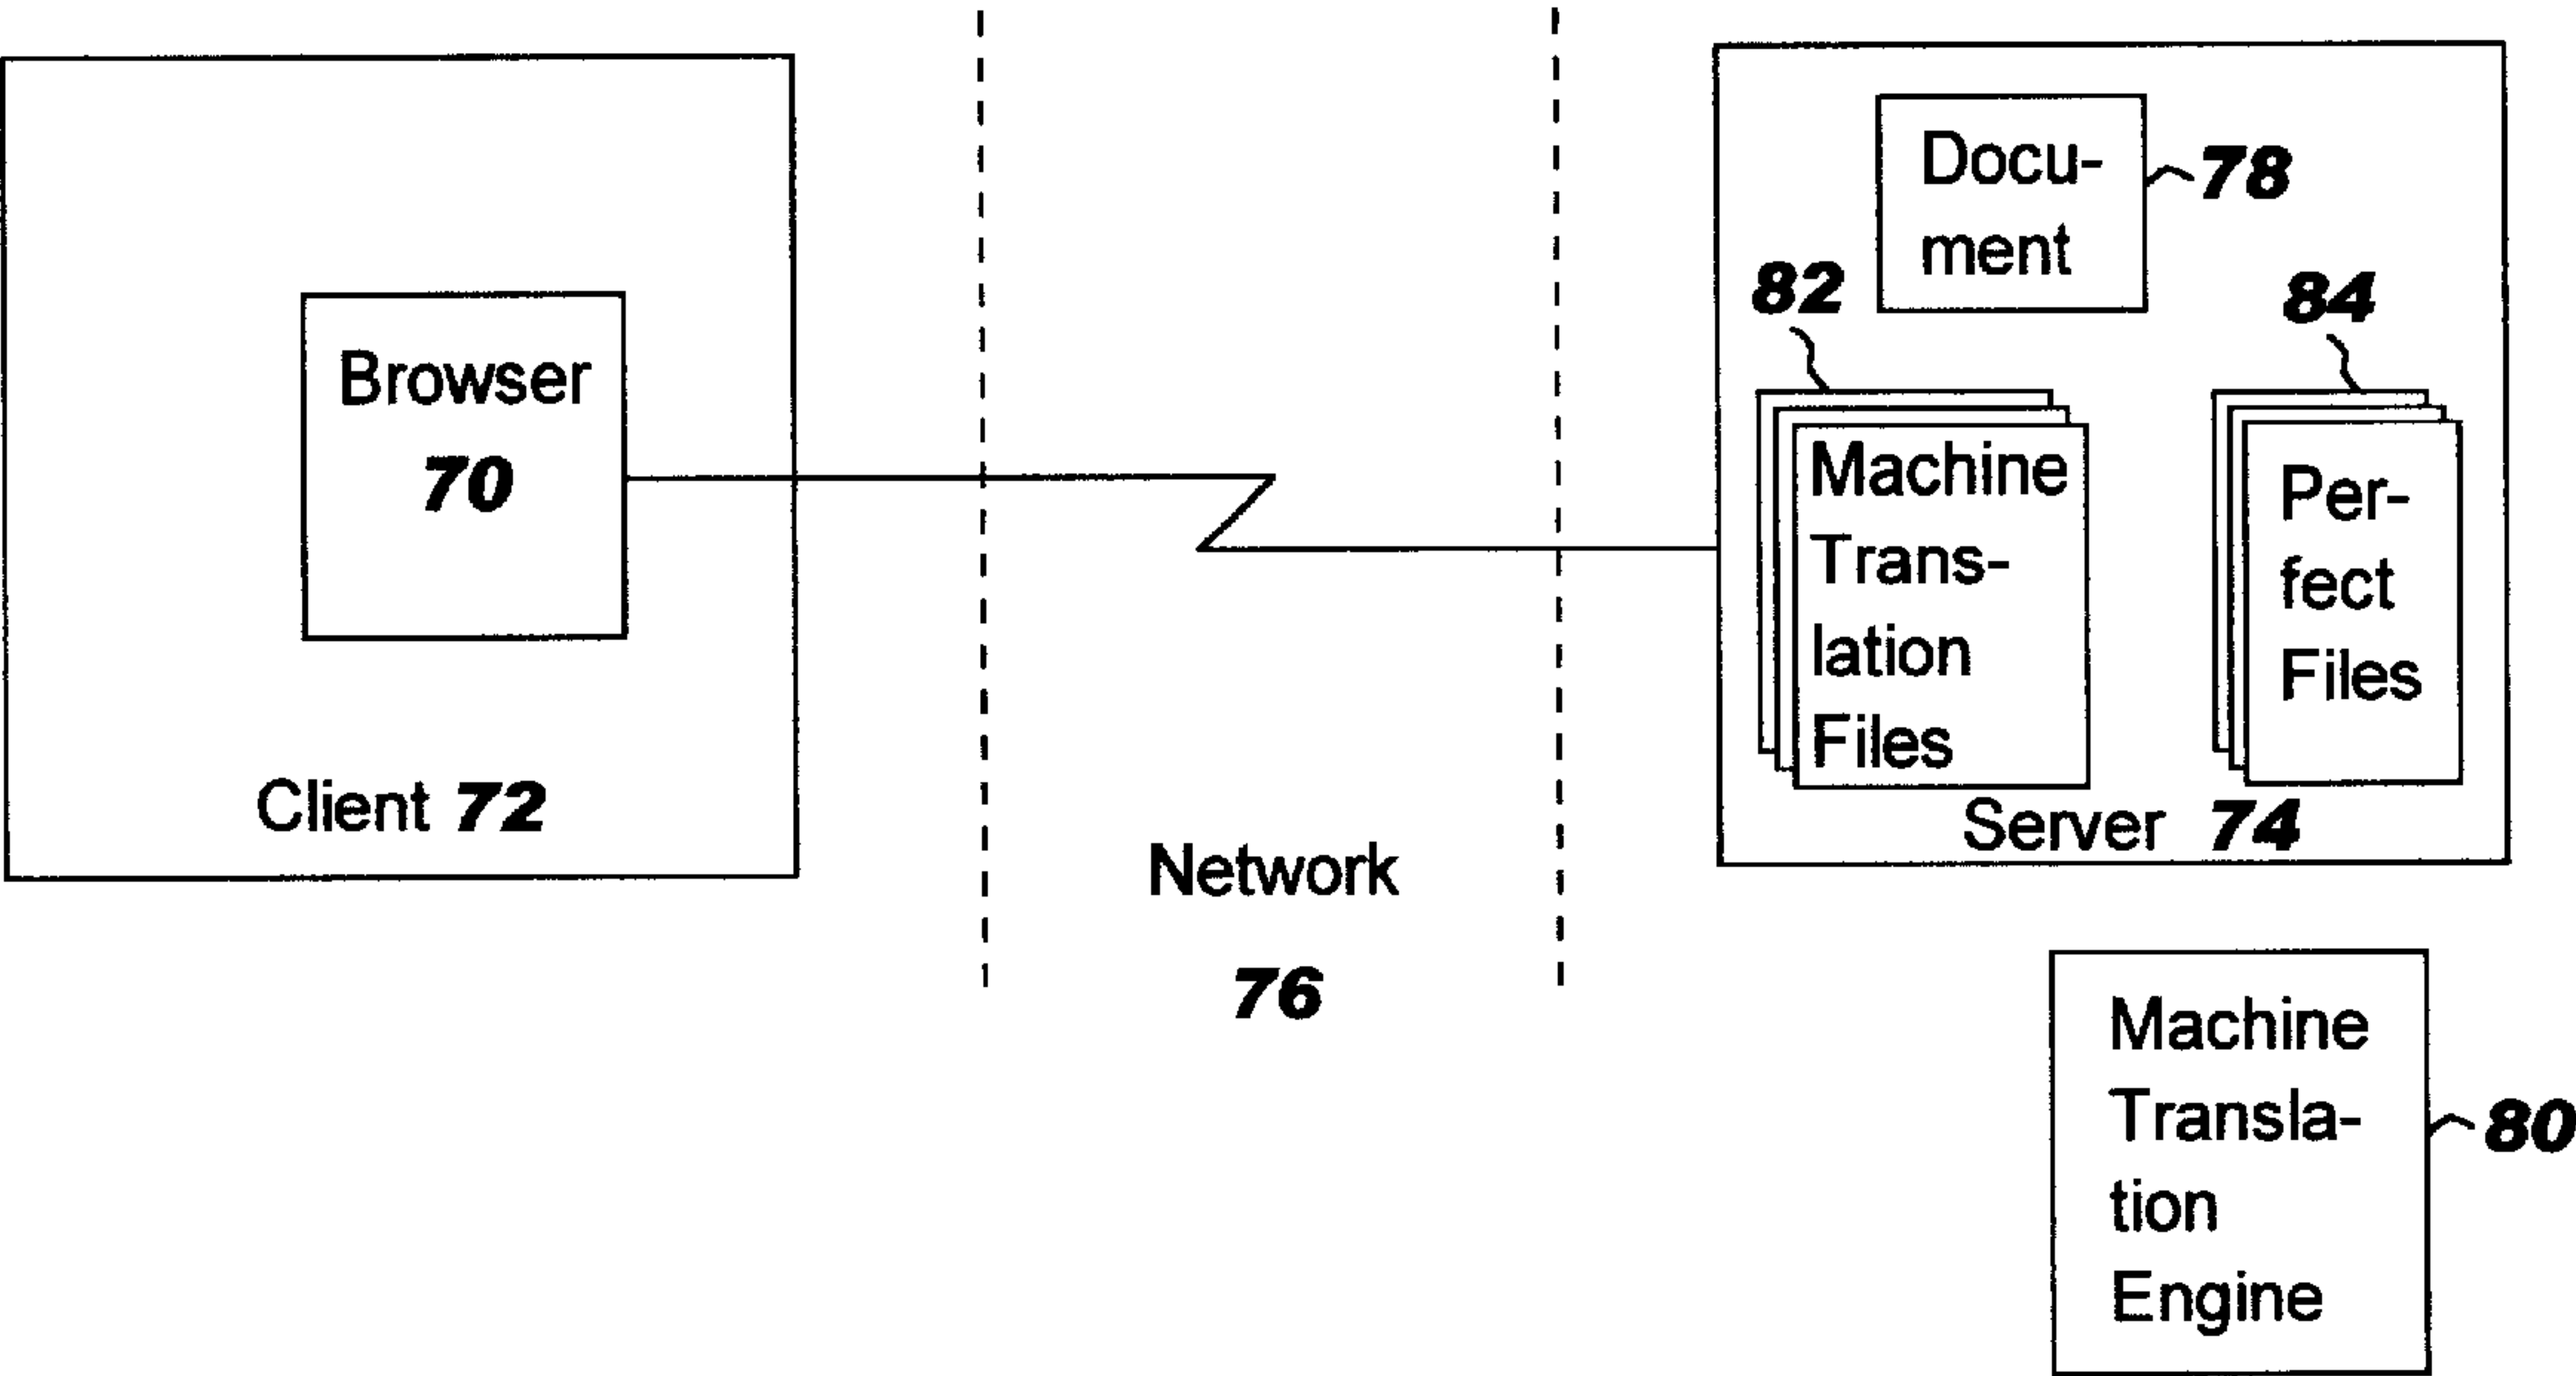 Browser
70
Client 72
Network
76
Docu-
ment
78
82
84
Machine
Trans-
lation
Files
Per-
fect
Files
Server 74
Machine
Transla-
tion
Engine
80